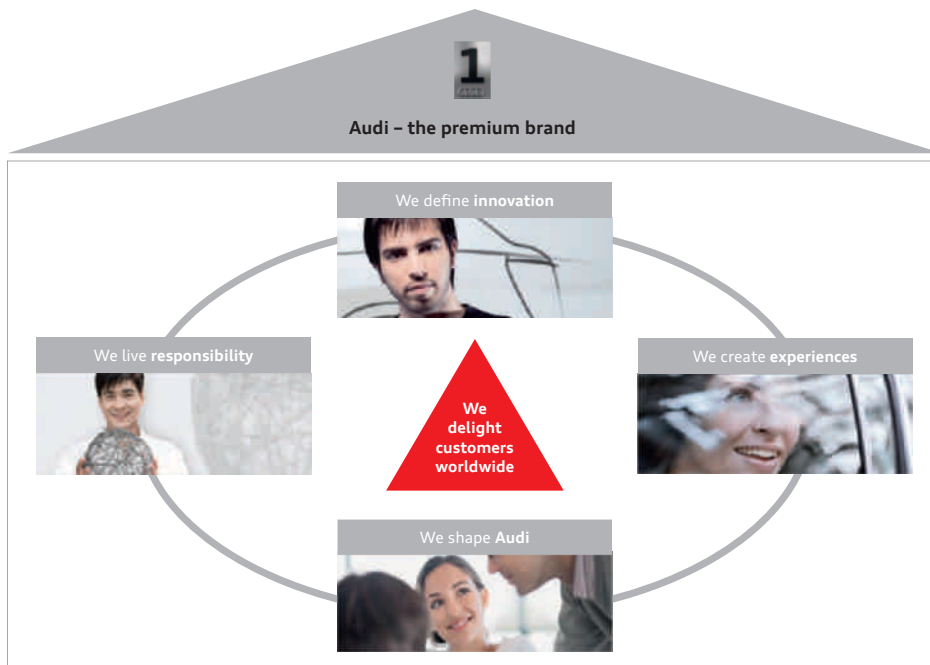 1
Audi – the premium brand
We define innovation
We live responsibility
We create experiences
We
delight
customers
worldwide
We shape Audi